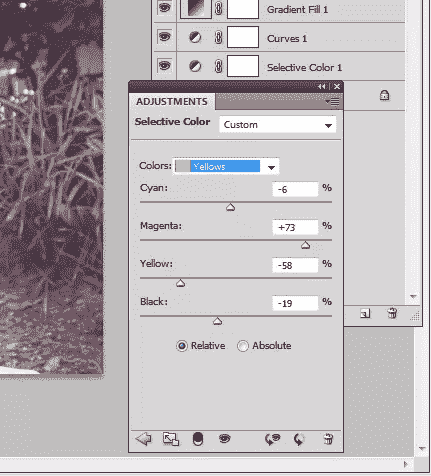 Gradient Fill 1
Curves 1
Selective Color 1
ADJUSTMENTS
Selective Color Custom
Colors: Yellows
Cyan: -6 %
Magenta: +73 %
Yellow: -58 %
Black: -19 %
Relative Absolute